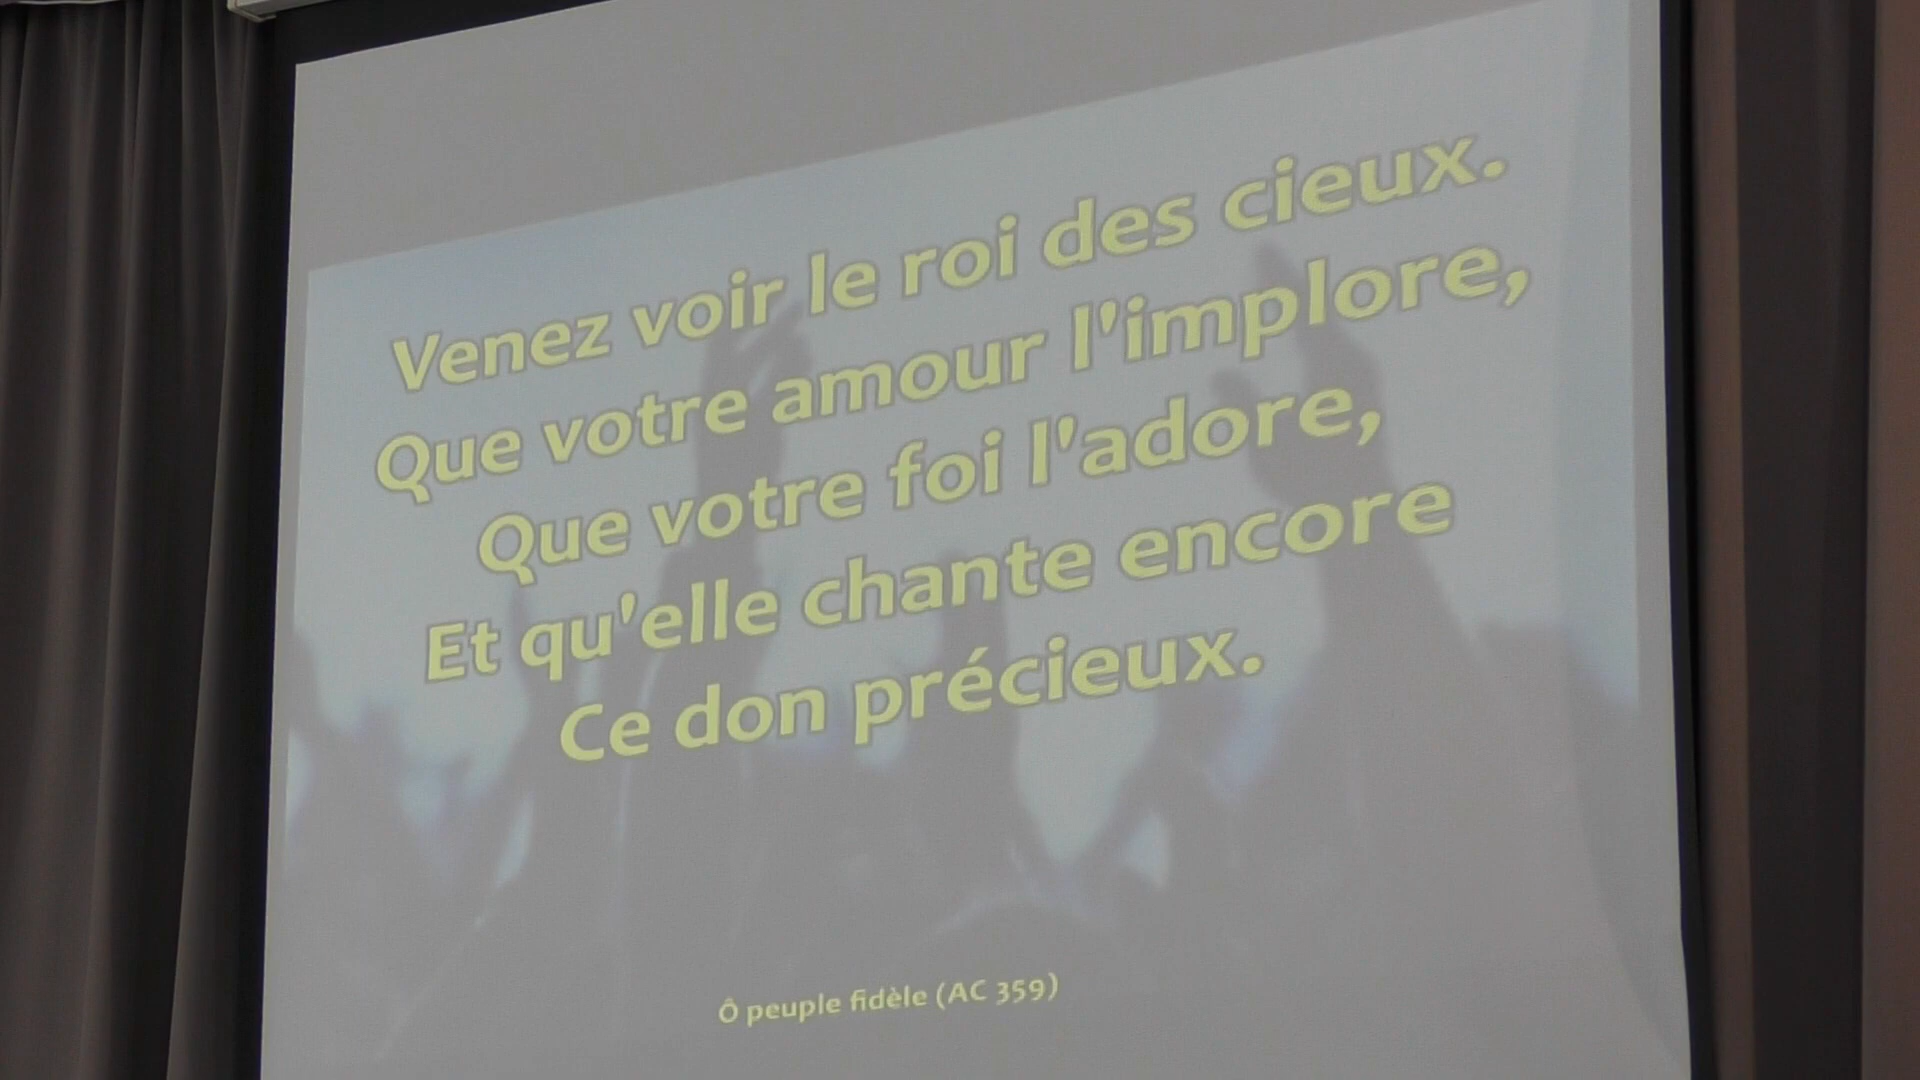 Venez voir le roi des cieux.
Que votre amour l'implore,
Que votre foi l'adore,
Et qu'elle chante encore
Ce don précieux.
Ô peuple fidèle (AC 359)